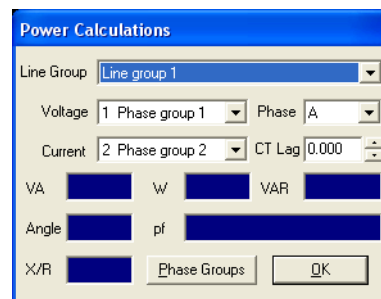 Power Calculations
Line Group Line group 1
Voltage 1 Phase group 1 Phase A
Current 2 Phase group 2 CT Lag 0.000
VA W VAR
Angle pf
X/R Phase Groups OK